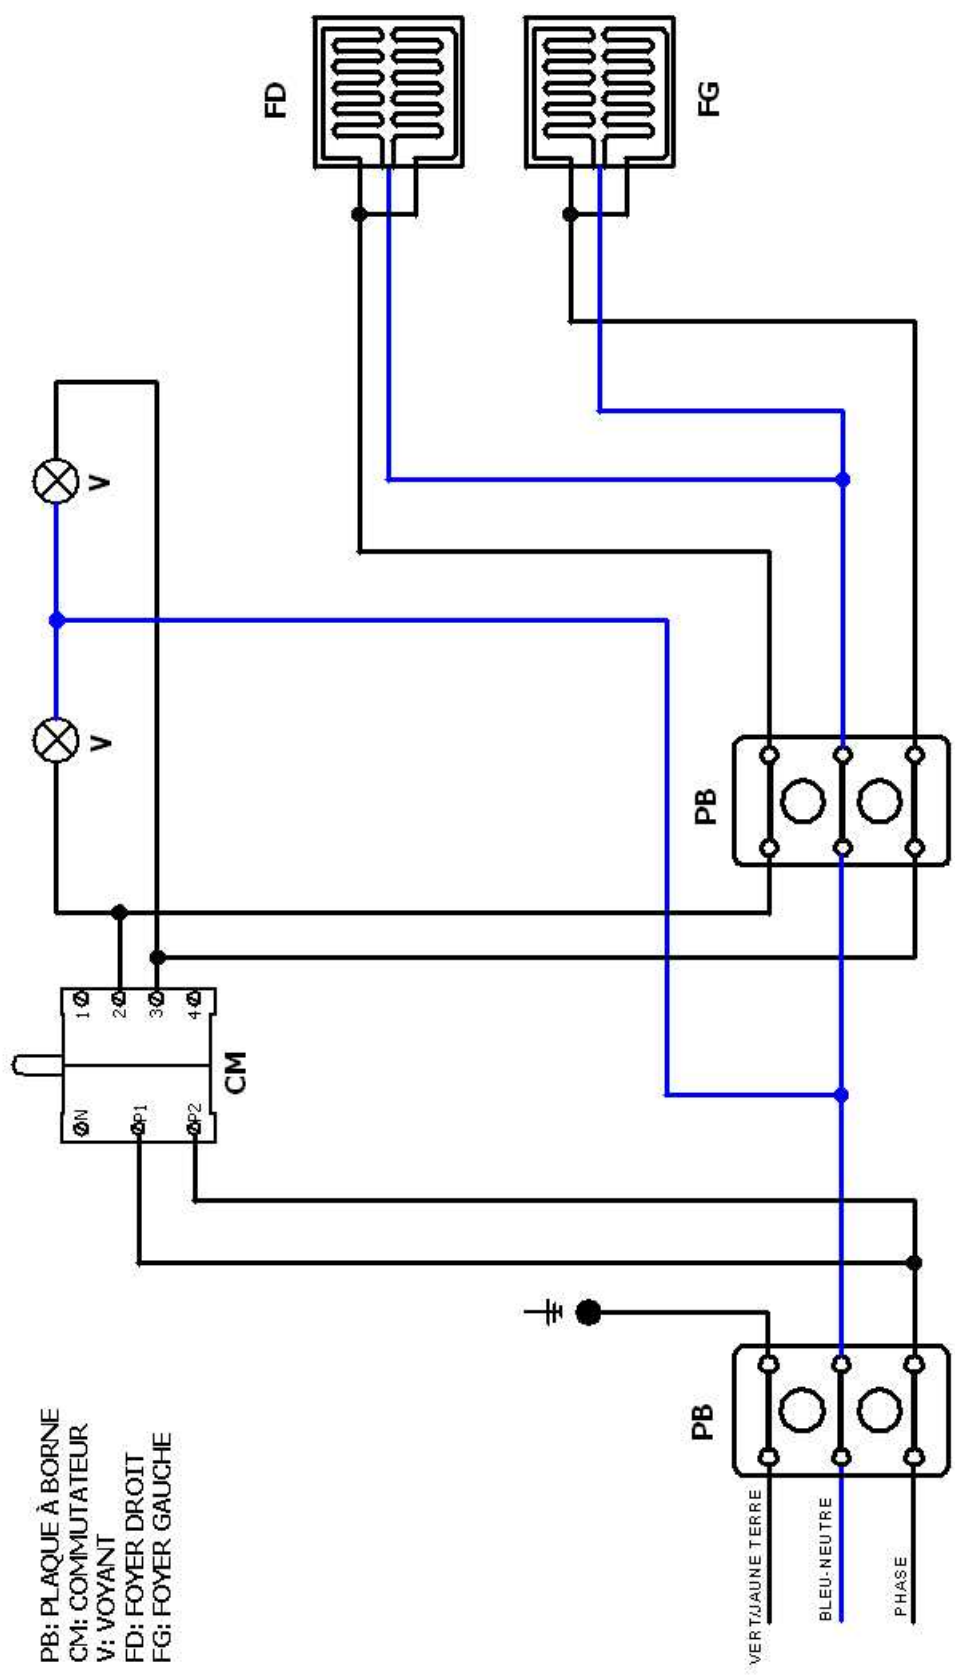 PB: PLAQUE À BORNE
CM: COMMUTATEUR
V: VOYANT
FD: FOYER DROIT
FG: FOYER GAUCHE
V
V
FD
FG
N
P1
P2
1
2
3
4
CM
PB
PB
VERT/JAUNE TERRE
BLEU-NEUTRE
PHASE